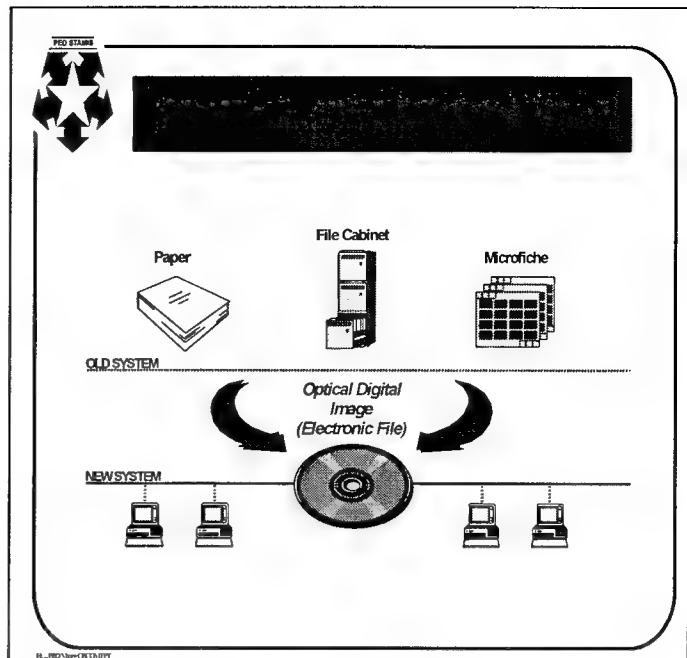 PEO STAMIS
File Cabinet
Paper
Microfiche
OLD SYSTEM
Optical Digital
Image
(Electronic File)
NEW SYSTEM